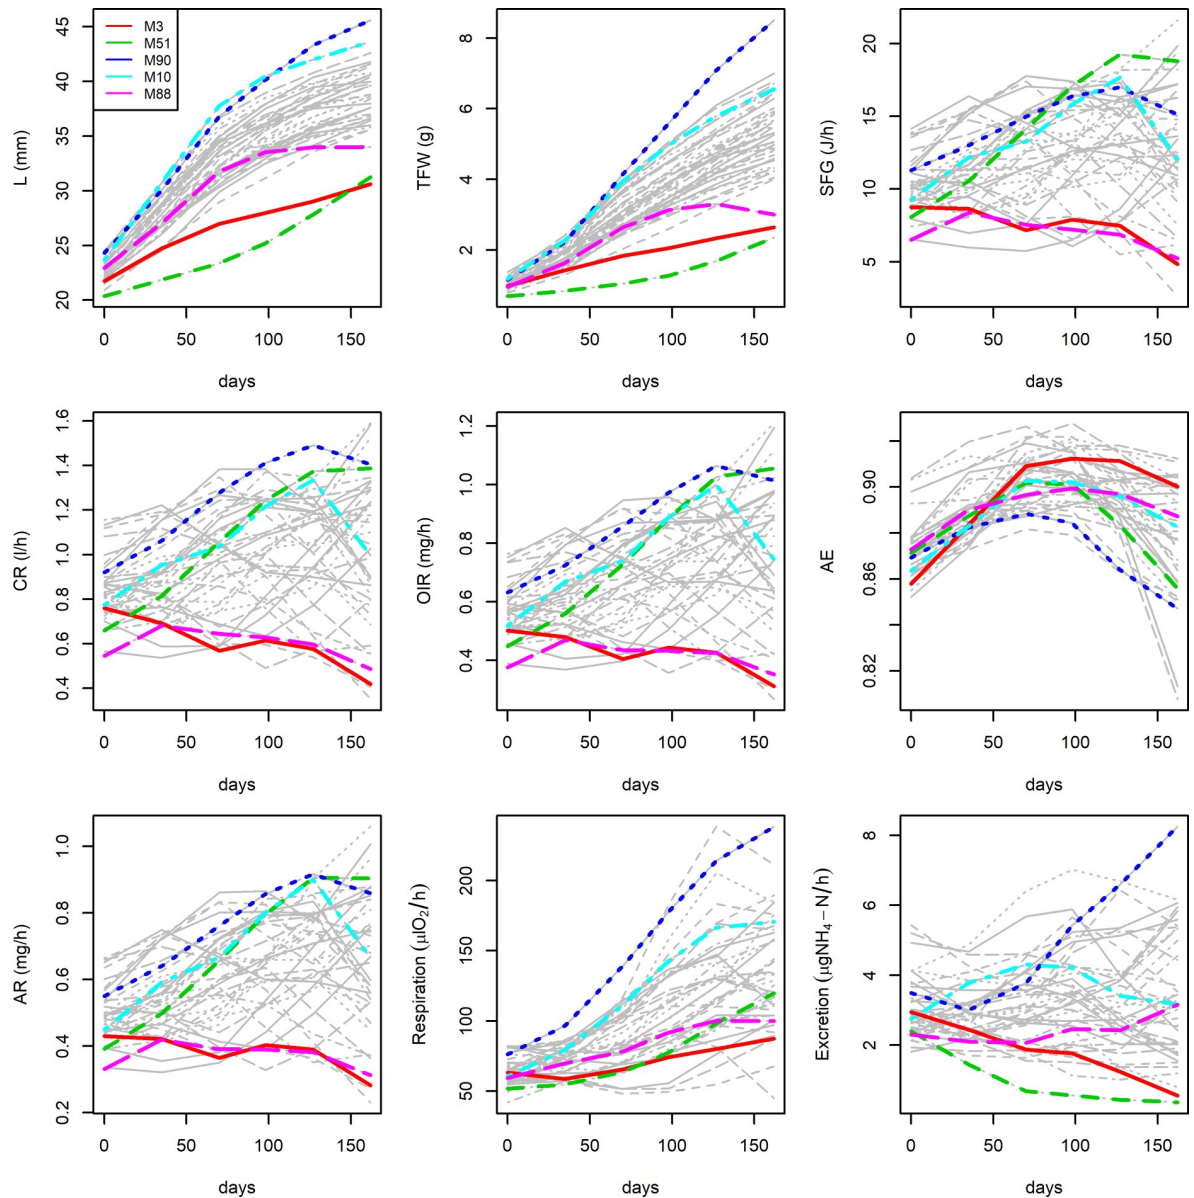 L (mm)
45
40
35
30
25
20
M3
M51
M90
M10
M88
0 50 100 150
days
TFW (g)
8
6
4
2
0 50 100 150
days
SFG (J/h)
20
15
10
5
0 50 100 150
days
CR (l/h)
1.6
1.4
1.2
1.0
0.8
0.6
0.4
0 50 100 150
days
OIR (mg/h)
1.2
1.0
0.8
0.6
0.4
0 50 100 150
days
AE
0.90
0.86
0.82
0 50 100 150
days
AR (mg/h)
1.0
0.8
0.6
0.4
0.2
0 50 100 150
days
Respiration (μlO₂/h)
200
150
100
50
0 50 100 150
days
Excretion (μgNH₄−N/h)
8
6
4
2
0 50 100 150
days